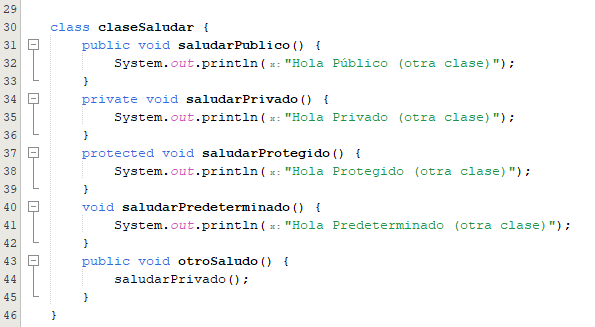 29
30 class claseSaludar {
31 public void saludarPublico() {
32 System.out.println(x:"Hola Público (otra clase)");
33 }
34 private void saludarPrivado() {
35 System.out.println(x:"Hola Privado (otra clase)");
36 }
37 protected void saludarProtegido() {
38 System.out.println(x:"Hola Protegido (otra clase)");
39 }
40 void saludarPredeterminado() {
41 System.out.println(x:"Hola Predeterminado (otra clase)");
42 }
43 public void otroSaludo() {
44 saludarPrivado();
45 }
46 }